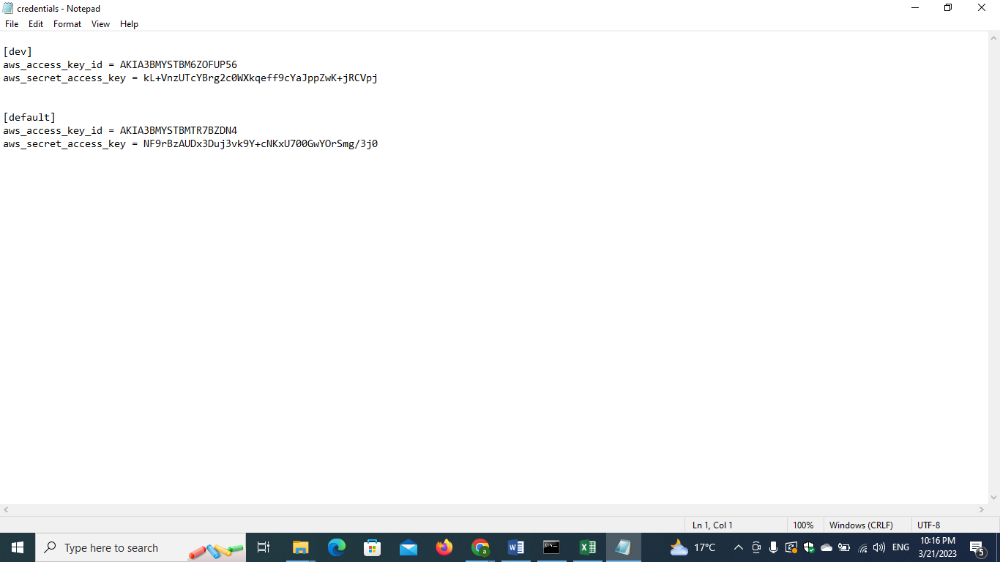 credentials - Notepad
File Edit Format View Help
[dev]
aws_access_key_id = AKIA3BMYSTBM6ZOFUP56
aws_secret_access_key = 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
[default]
aws_access_key_id = AKIA3BMYSTBMTR7BZDN4
aws_secret_access_key = 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
Ln 1, Col 1 100% Windows (CRLF) UTF-8
Type here to search 17°C ENG 10:16 PM
3/21/2023 5